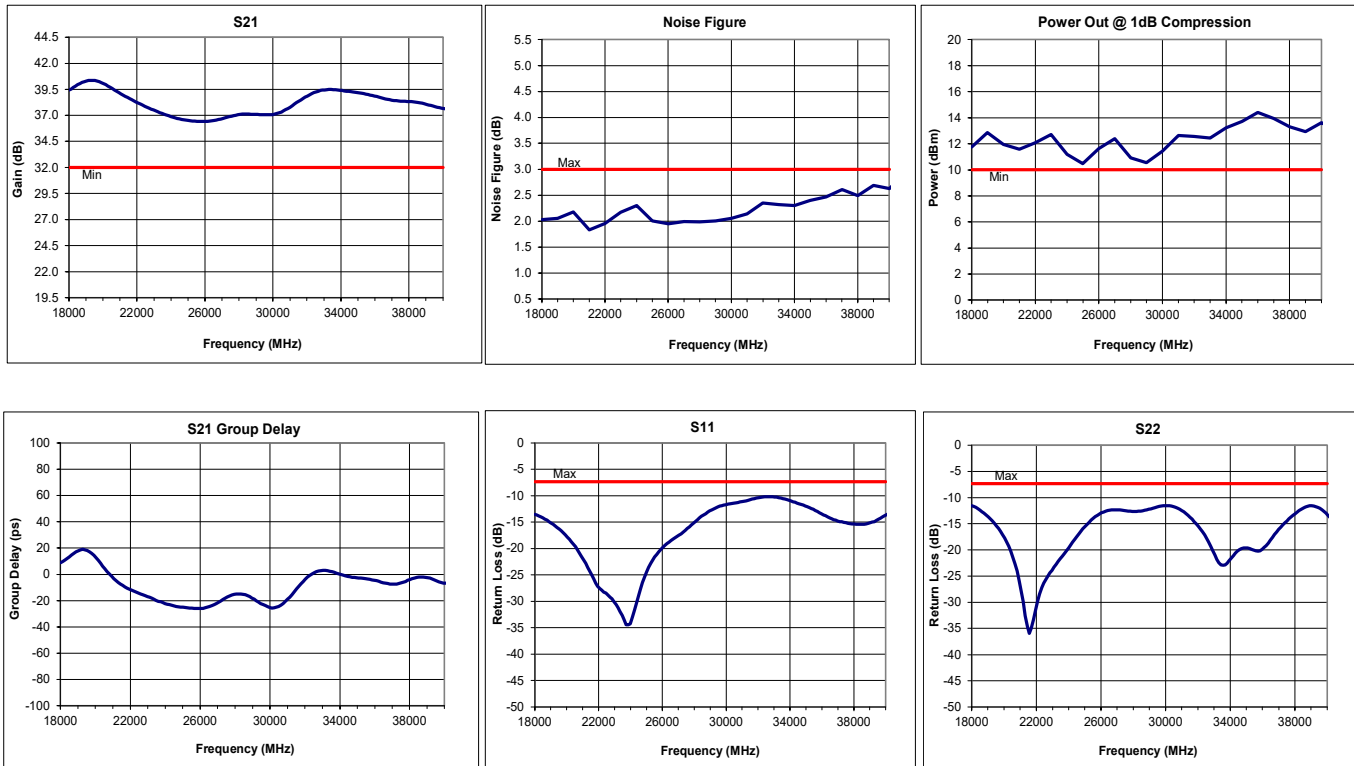 S21
44.5
42.0
39.5
37.0
34.5
32.0
29.5
27.0
24.5
22.0
19.5
Gain (dB)
Min
18000 22000 26000 30000 34000 38000
Frequency (MHz)
Noise Figure
5.5
5.0
4.5
4.0
3.5
3.0
2.5
2.0
1.5
1.0
0.5
Noise Figure (dB)
Max
18000 22000 26000 30000 34000 38000
Frequency (MHz)
Power Out @ 1dB Compression
20
18
16
14
12
10
8
6
4
2
0
Power (dBm)
Min
18000 22000 26000 30000 34000 38000
Frequency (MHz)
S21 Group Delay
100
80
60
40
20
0
-20
-40
-60
-80
-100
Group Delay (ps)
18000 22000 26000 30000 34000 38000
Frequency (MHz)
S11
0
-5
-10
-15
-20
-25
-30
-35
-40
-45
-50
Return Loss (dB)
Max
18000 22000 26000 30000 34000 38000
Frequency (MHz)
S22
0
-5
-10
-15
-20
-25
-30
-35
-40
-45
-50
Return Loss (dB)
Max
18000 22000 26000 30000 34000 38000
Frequency (MHz)